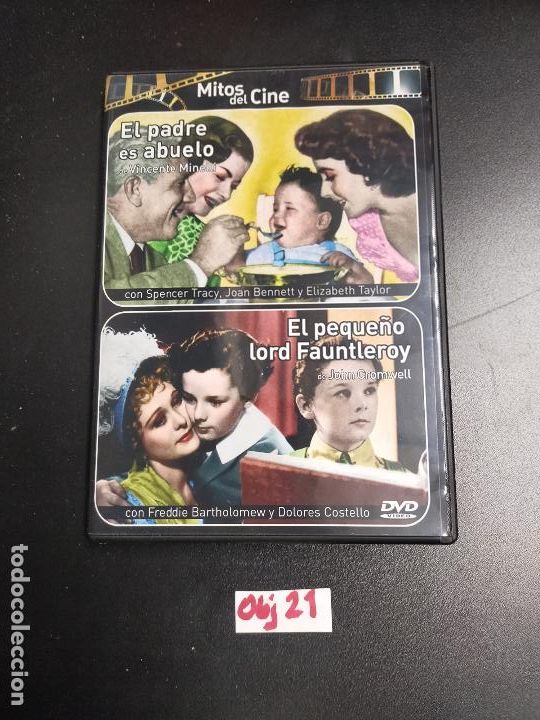 Mitos
del Cine
El padre
es abuelo
de Vincente Minelli
con Spencer Tracy, Joan Bennett y Elizabeth Taylor
El pequeño
lord Fauntleroy
de John Cromwell
con Freddie Bartholomew y Dolores Costello
DVD
VIDEO
Obj 21
todocoleccion